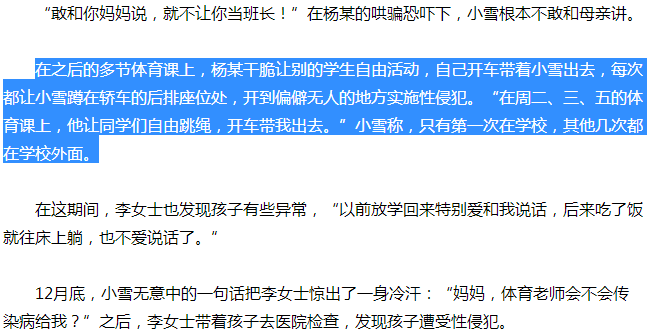 “敢和你妈妈说，就不让你当班长！”在杨某的哄骗恐吓下，小雪根本不敢和母亲讲。
在之后的多节体育课上，杨某干脆让别的学生自由活动，自己开车带着小雪出去，每次
都让小雪蹲在轿车的后排座位处，开到偏僻无人的地方实施性侵犯。“在周二、三、五的体
育课上，他让同学们自由跳绳，开车带我出去。”小雪称，只有第一次在学校，其他几次都
在学校外面。
在这期间，李女士也发现孩子有些异常，“以前放学回来特别爱和我说话，后来吃了饭
就往床上躺，也不爱说话了。“
12月底，小雪无意中的一句话把李女士惊出了一身冷汗：“妈妈，体育老师会不会传
染病给我？”之后，李女士带着孩子去医院检查，发现孩子遭受性侵犯。